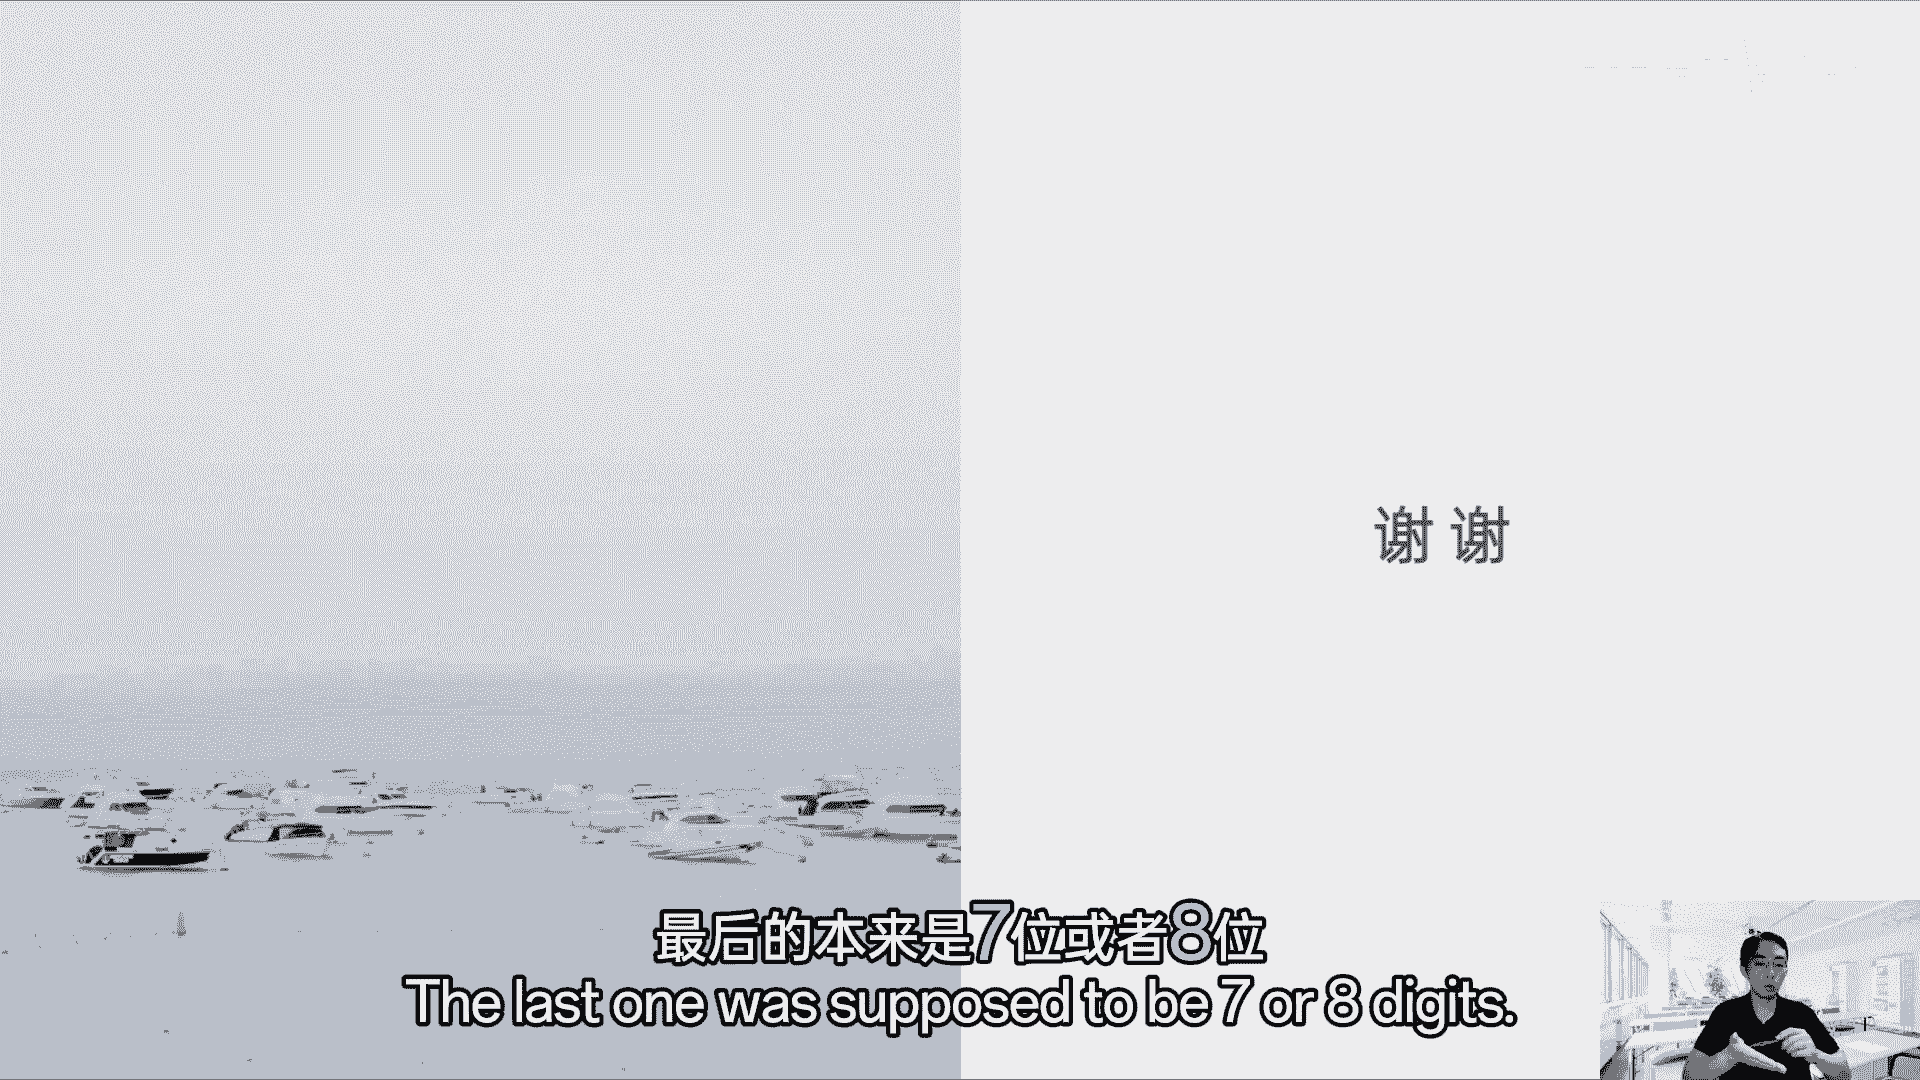 谢谢
最后的本来是7位或者8位
The last one was supposed to be 7 or 8 digits.